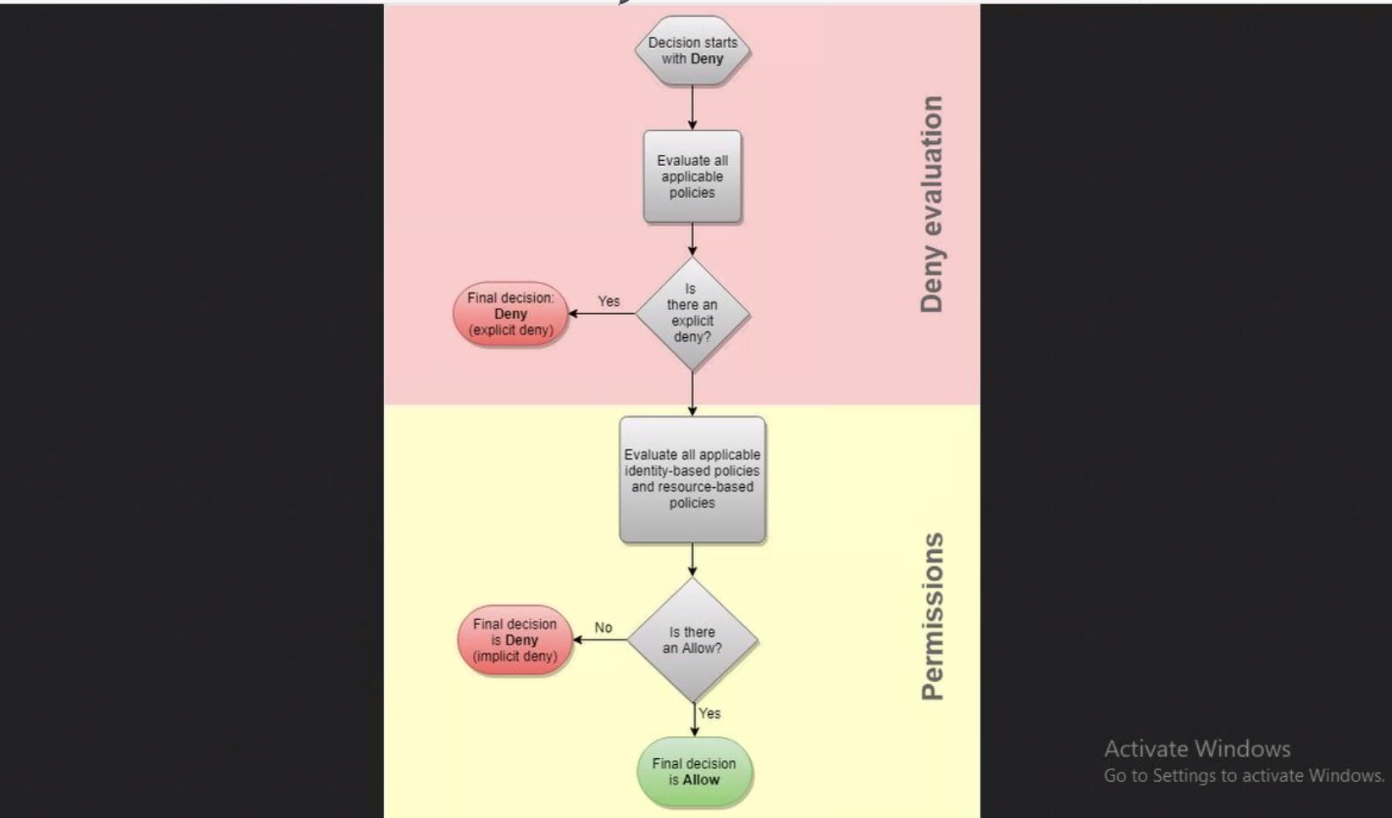 Decision starts
with Deny
Evaluate all
applicable
policies
Is
there an
explicit
deny?
Yes
Final decision:
Deny
(explicit deny)
Deny evaluation
Evaluate all applicable
identity-based policies
and resource-based
policies
Is there
an Allow?
No
Final decision
is Deny
(implicit deny)
Yes
Final decision
is Allow
Permissions
Activate Windows
Go to Settings to activate Windows.